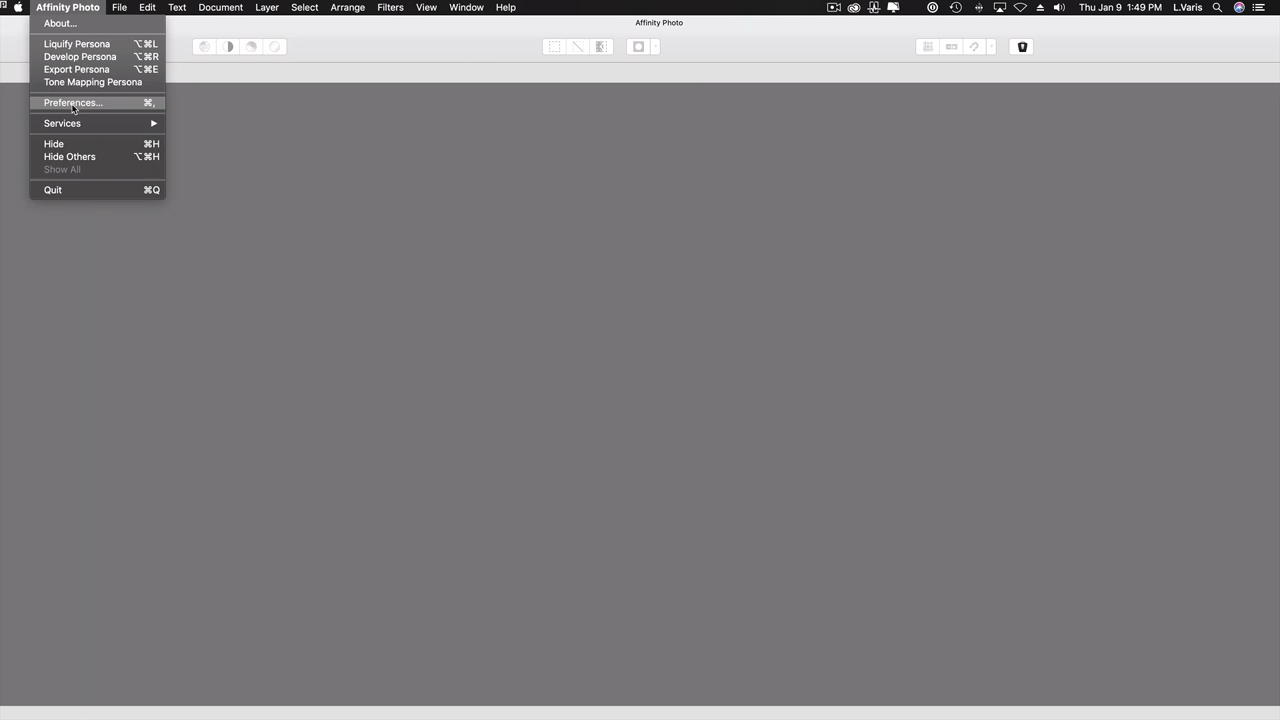 Affinity Photo File Edit Text Document Layer Select Arrange Filters View Window Help Thu Jan 9 1:49 PM L.Varis
Affinity Photo
About...
Liquify Persona ⌥⌘L
Develop Persona ⌥⌘R
Export Persona ⌥⌘E
Tone Mapping Persona
Preferences... ⌘,
Services ▶
Hide ⌘H
Hide Others ⌥⌘H
Show All
Quit ⌘Q